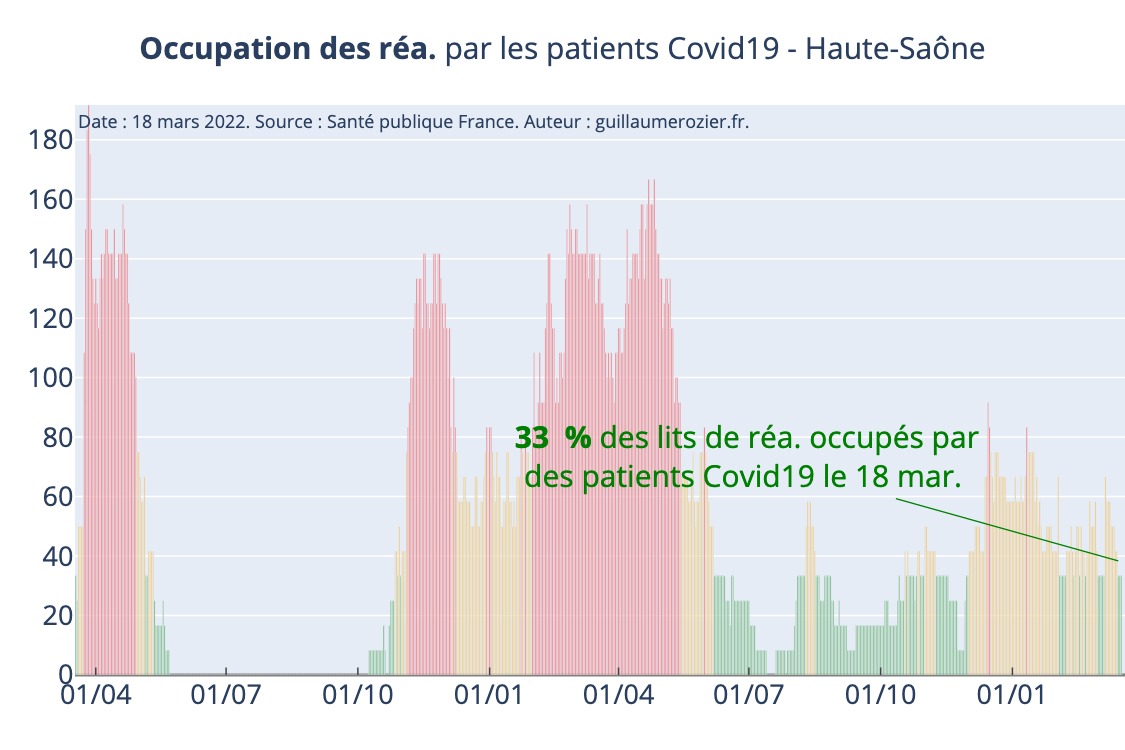 Occupation des réa. par les patients Covid19 - Haute-Saône
Date : 18 mars 2022. Source : Santé publique France. Auteur : guillaumerozier.fr.
180
160
140
120
100
80
60
40
20
0
33 % des lits de réa. occupés par
des patients Covid19 le 18 mar.
01/04 01/07 01/10 01/01 01/04 01/07 01/10 01/01